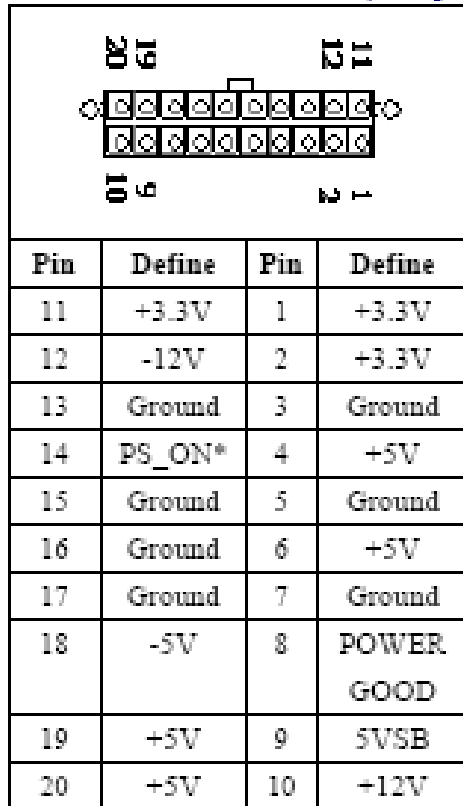 20 19 12 11
10 9 2 1
Pin Define Pin Define
11 +3.3V 1 +3.3V
12 -12V 2 +3.3V
13 Ground 3 Ground
14 PS_ON* 4 +5V
15 Ground 5 Ground
16 Ground 6 +5V
17 Ground 7 Ground
18 -5V 8 POWER
GOOD
19 +5V 9 5VSB
20 +5V 10 +12V